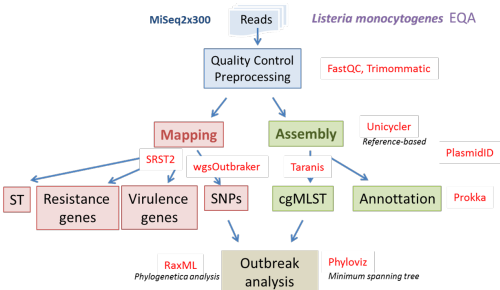 MiSeq2x300
Reads
Listeria monocytogenes EQA
Quality Control
Preprocessing
FastQC, Trimommatic
Mapping
Assembly
Unicycler
Reference-based
SRST2
wgsOutbraker
Taranis
PlasmidID
ST
Resistance
genes
Virulence
genes
SNPs
cgMLST
Annottation
Prokka
RaxML
Phylogenetica analysis
Outbreak
analysis
Phyloviz
Minimum spanning tree